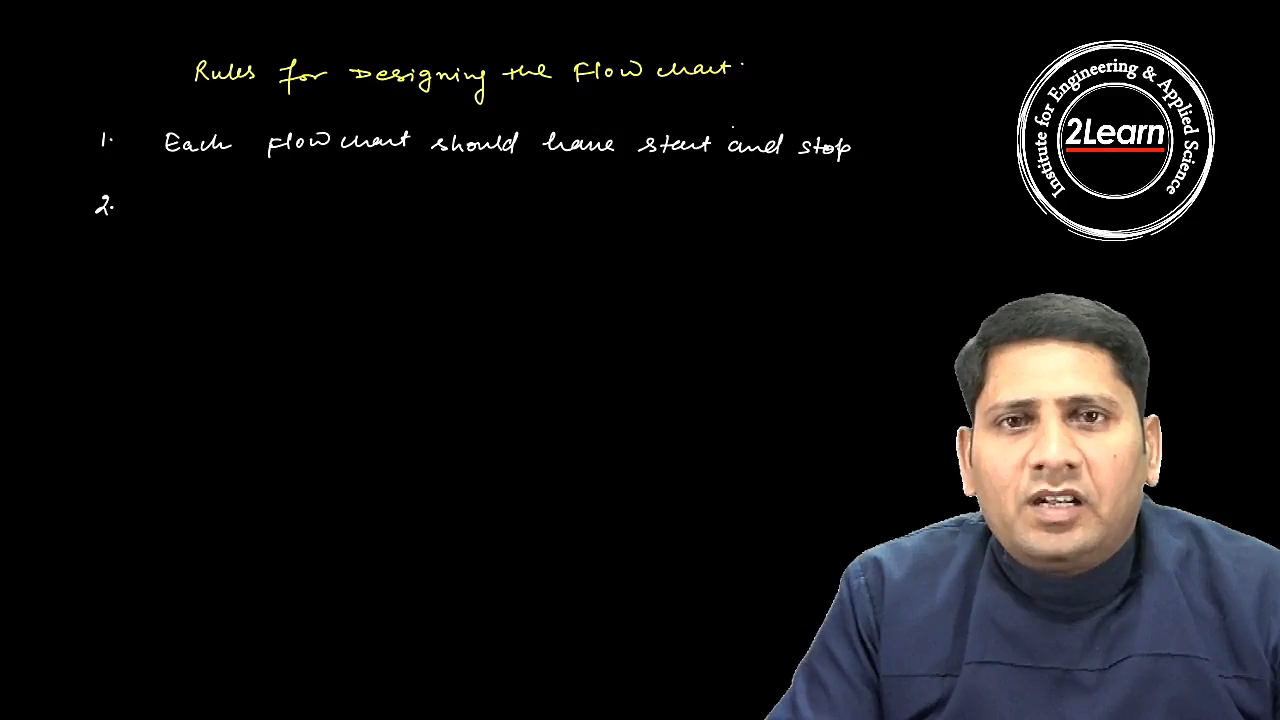 Rules for Designing the Flow chart.
1. Each Flow chart should have start and stop
2.
Institute for Engineering & Applied Science
2Learn